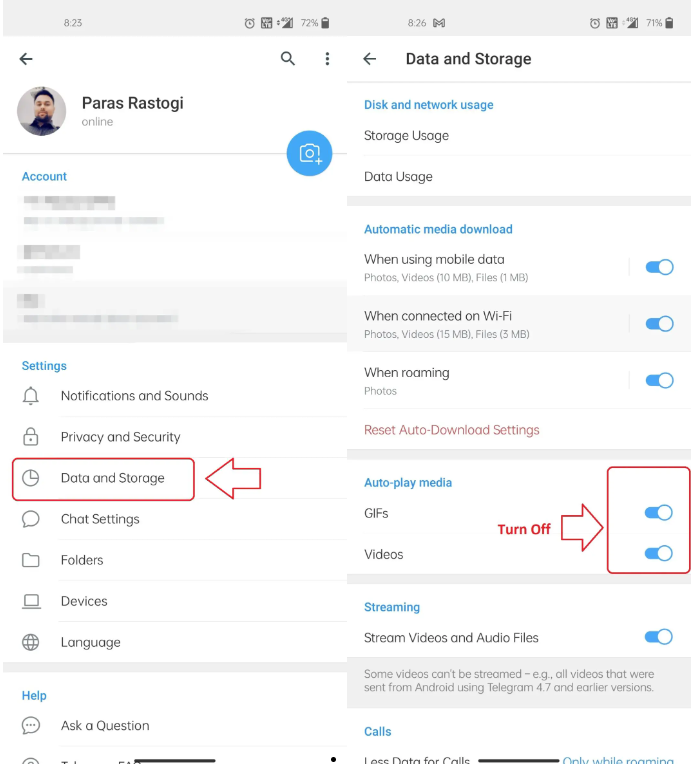 8:23
72%
Paras Rastogi
online
Account
Settings
Notifications and Sounds
Privacy and Security
Data and Storage
Chat Settings
Folders
Devices
Language
Help
Ask a Question
8:26
71%
Data and Storage
Disk and network usage
Storage Usage
Data Usage
Automatic media download
When using mobile data
Photos, Videos (10 MB), Files (1 MB)
When connected on Wi-Fi
Photos, Videos (15 MB), Files (3 MB)
When roaming
Photos
Reset Auto-Download Settings
Auto-play media
GIFs
Turn Off
Videos
Streaming
Stream Videos and Audio Files
Some videos can't be streamed – e.g., all videos that were
sent from Android using Telegram 4.7 and earlier versions.
Calls
Less Data for Calls
Only while roaming